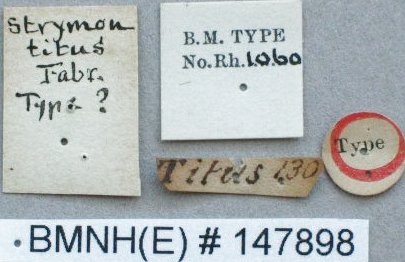 Strymon
titus
Fabr.
Type ?
B.M. TYPE
No.Rh.1060
Titus 130
Type
BMNH(E) # 147898